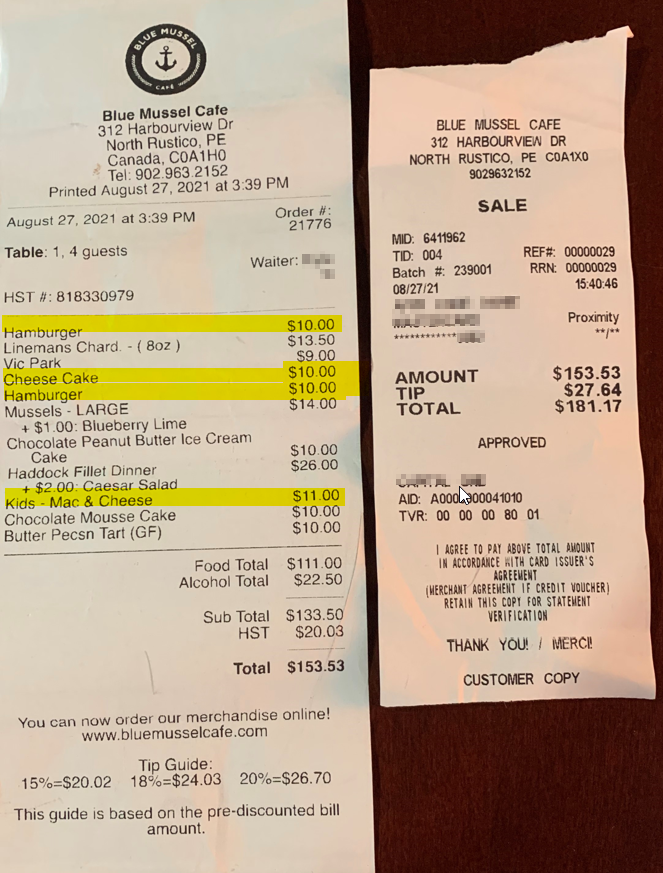 BLUE MUSSEL
CAFE
Blue Mussel Cafe
312 Harbourview Dr
North Rustico, PE
Canada, C0A1H0
Tel: 902.963.2152
Printed August 27, 2021 at 3:39 PM
August 27, 2021 at 3:39 PM Order #:
21776
Table: 1, 4 guests
Waiter:
HST #: 818330979
Hamburger $10.00
Linemans Chard. - ( 8oz ) $13.50
Vic Park $9.00
Cheese Cake $10.00
Hamburger $10.00
Mussels - LARGE $14.00
+ $1.00: Blueberry Lime
Chocolate Peanut Butter Ice Cream
Cake $10.00
Haddock Fillet Dinner $26.00
+ $2.00: Caesar Salad
Kids - Mac & Cheese $11.00
Chocolate Mousse Cake $10.00
Butter Pecsn Tart (GF) $10.00
Food Total $111.00
Alcohol Total $22.50
Sub Total $133.50
HST $20.03
Total $153.53
You can now order our merchandise online!
www.bluemusselcafe.com
Tip Guide:
15%=$20.02 18%=$24.03 20%=$26.70
This guide is based on the pre-discounted bill
amount.
BLUE MUSSEL CAFE
312 HARBOURVIEW DR
NORTH RUSTICO, PE C0A1X0
9029632152
SALE
MID: 6411962
TID: 004 REF#: 00000029
Batch #: 239001 RRN: 00000029
08/27/21 15:40:46
Proximity
************ **/**
AMOUNT $153.53
TIP $27.64
TOTAL $181.17
APPROVED
AID:
TVR: 00 00 00 80 01
I AGREE TO PAY ABOVE TOTAL AMOUNT
IN ACCORDANCE WITH CARD ISSUER'S
AGREEMENT
(MERCHANT AGREEMENT IF CREDIT VOUCHER)
RETAIN THIS COPY FOR STATEMENT
VERIFICATION
THANK YOU! / MERCI!
CUSTOMER COPY